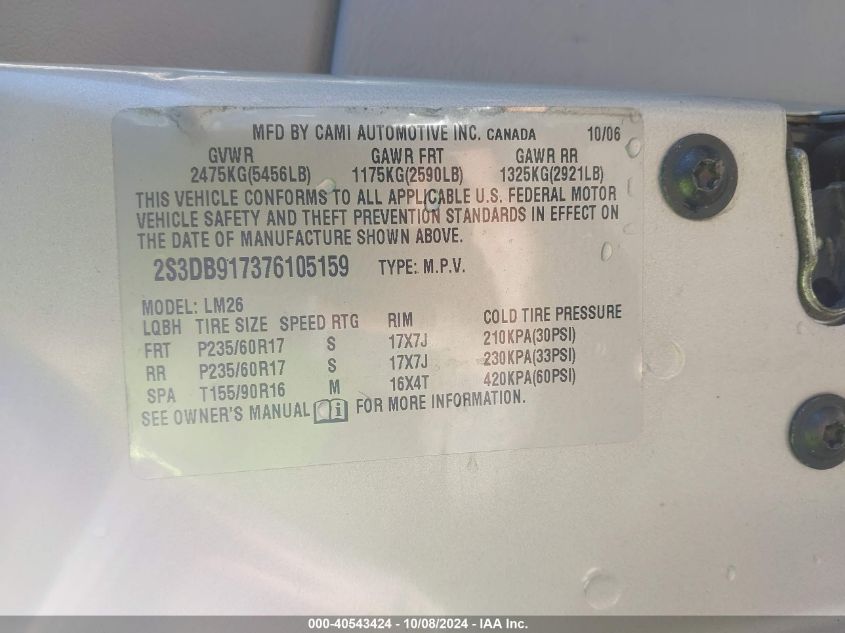 MFD BY CAMI AUTOMOTIVE INC. CANADA 10/06
GVWR GAWR FRT GAWR RR
2475KG(5456LB) 1175KG(2590LB) 1325KG(2921LB)
THIS VEHICLE CONFORMS TO ALL APPLICABLE U.S. FEDERAL MOTOR
VEHICLE SAFETY AND THEFT PREVENTION STANDARDS IN EFFECT ON
THE DATE OF MANUFACTURE SHOWN ABOVE.
2S3DB917376105159 TYPE: M.P.V.
MODEL: LM26
LQBH TIRE SIZE SPEED RTG RIM COLD TIRE PRESSURE
FRT P235/60R17 S 17X7J 210KPA(30PSI)
RR P235/60R17 S 17X7J 230KPA(33PSI)
SPA T155/90R16 M 16X4T 420KPA(60PSI)
SEE OWNER'S MANUAL i FOR MORE INFORMATION.
000-40543424 - 10/08/2024 - IAA Inc.